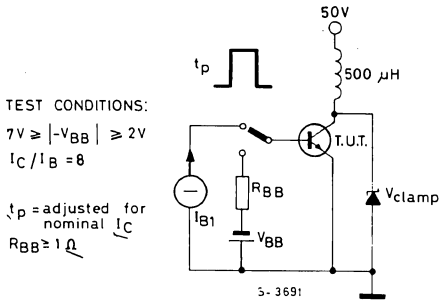 50V
500 μH
tp
TEST CONDITIONS:
7V ≥ |-VBB| ≥ 2V
IC/IB = 8
tp = adjusted for
nominal IC
RBB ≥ 1 Ω
T.U.T.
RBB
Vclamp
IB1
VBB
S-3691